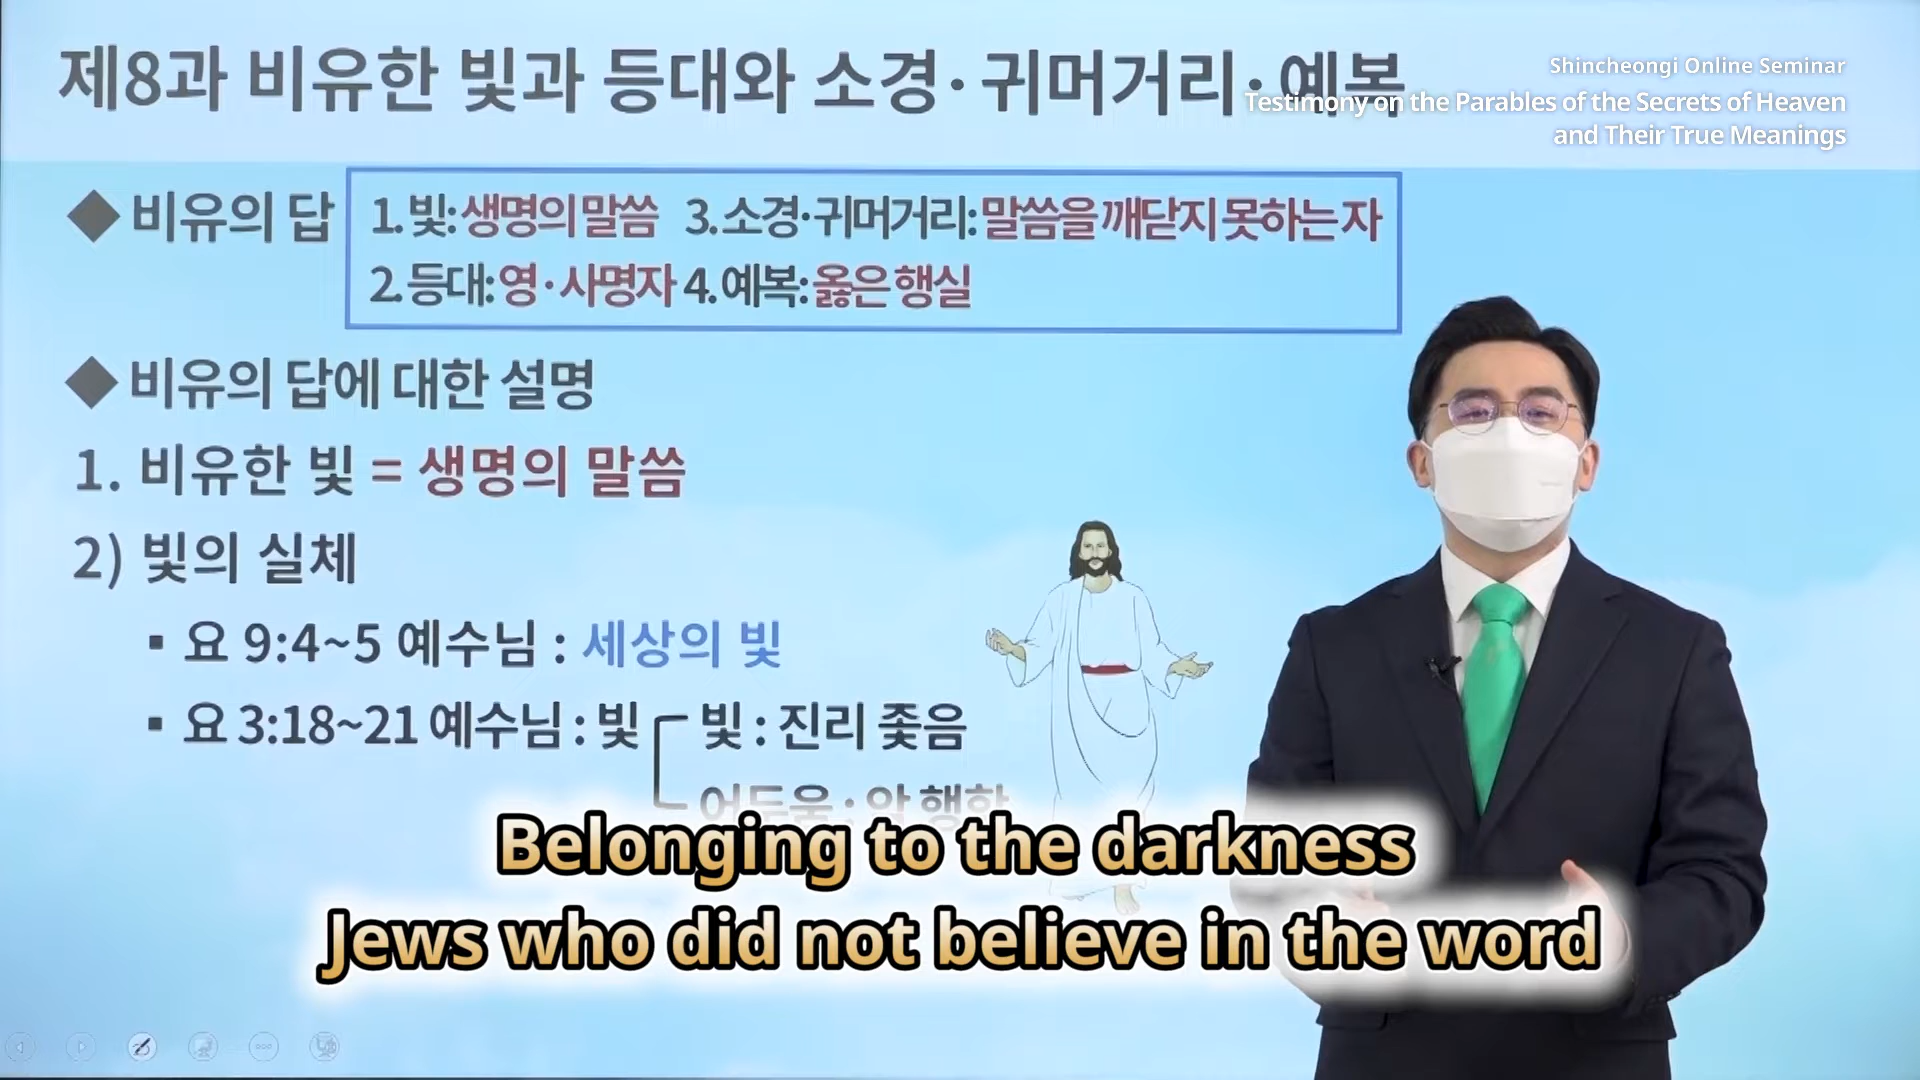 제8과 비유한 빛과 등대와 소경·귀머거리·예복
Shincheongi Online Seminar
Testimony on the Parables of the Secrets of Heaven
and Their True Meanings
◆ 비유의 답
1. 빛: 생명의 말씀 3. 소경·귀머거리: 말씀을 깨닫지 못하는 자
2. 등대: 영·사명자 4. 예복: 옳은 행실
◆ 비유의 답에 대한 설명
1. 비유한 빛 = 생명의 말씀
2) 빛의 실체
▪ 요 9:4~5 예수님 : 세상의 빛
▪ 요 3:18~21 예수님 : 빛 빛 : 진리 좇음
어두움 : 악 행함
Belonging to the darkness
Jews who did not believe in the word